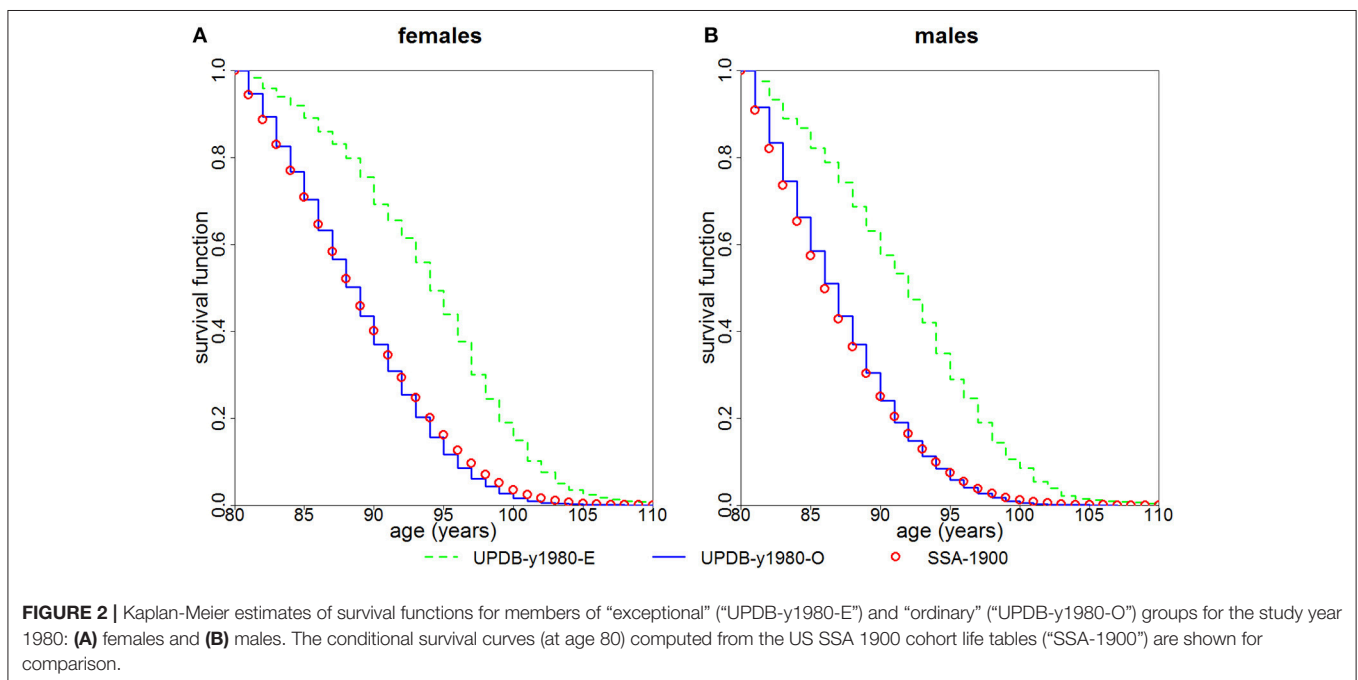 A females
B males
1.0
0.8
0.6
0.4
0.2
0.0
survival function
80 85 90 95 100 105 110
age (years)
1.0
0.8
0.6
0.4
0.2
0.0
survival function
80 85 90 95 101 106 110
age (years)
UPDB-y1980-E UPDB-y1980-O SSA-1900
FIGURE 2 | Kaplan-Meier estimates of survival functions for members of “exceptional” (“UPDB-y1980-E”) and “ordinary” (“UPDB-y1980-O”) groups for the study year
1980: (A) females and (B) males. The conditional survival curves (at age 80) computed from the US SSA 1900 cohort life tables (“SSA-1900”) are shown for
comparison.